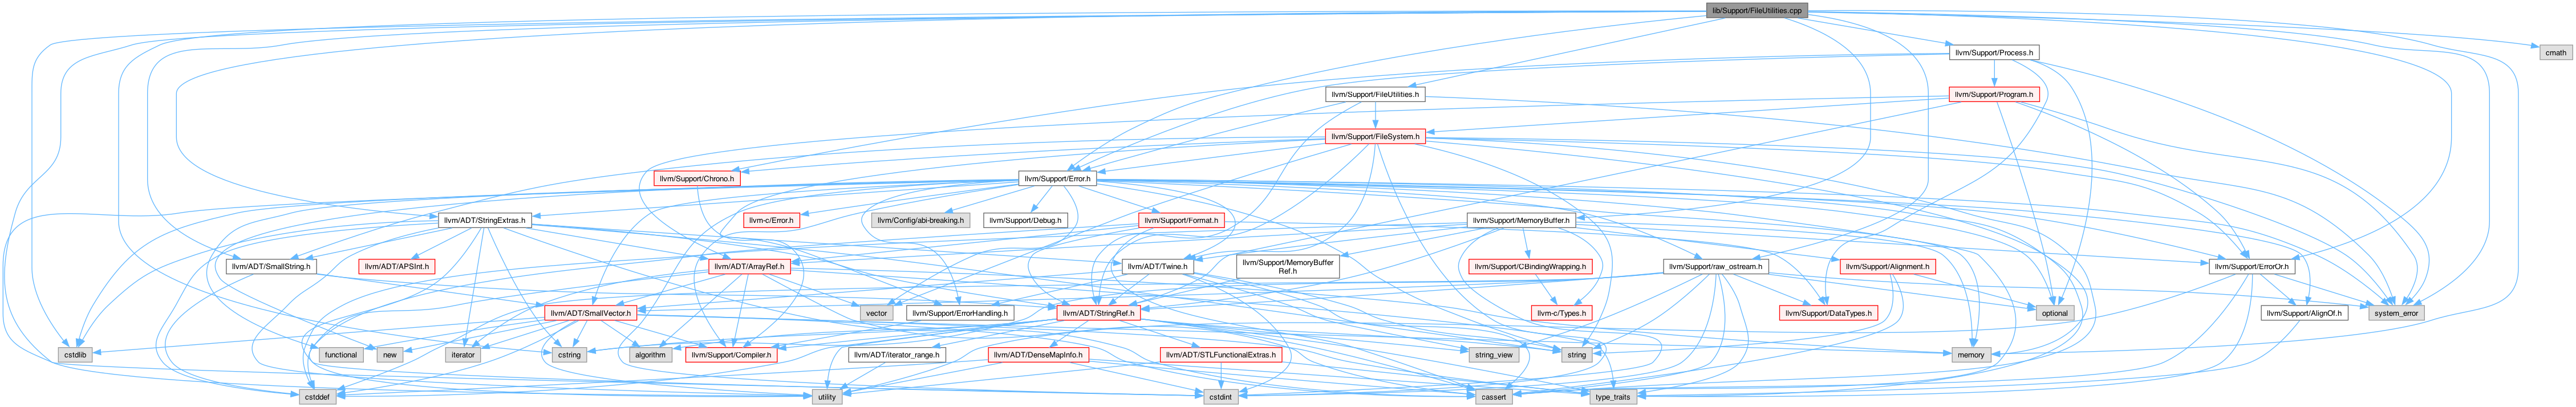 lib/Support/FileUtilities.cpp
llvm/Support/Process.h
cmath
llvm/Support/FileUtilities.h
llvm/Support/Program.h
llvm/Support/FileSystem.h
llvm/Support/Chrono.h
llvm/Support/Error.h
llvm/ADT/StringExtras.h
llvm-c/Error.h
llvm/Config/abi-breaking.h
llvm/Support/Debug.h
llvm/Support/Format.h
llvm/Support/MemoryBuffer.h
llvm/ADT/SmallString.h
llvm/ADT/APSInt.h
llvm/ADT/ArrayRef.h
llvm/ADT/Twine.h
llvm/Support/MemoryBuffer
Ref.h
llvm/Support/CBindingWrapping.h
llvm/Support/raw_ostream.h
llvm/Support/Alignment.h
llvm/Support/ErrorOr.h
llvm/ADT/SmallVector.h
vector
llvm/Support/ErrorHandling.h
llvm/ADT/StringRef.h
llvm-c/Types.h
llvm/Support/DataTypes.h
optional
llvm/Support/AlignOf.h
system_error
cstdlib
functional
new
iterator
cstring
algorithm
llvm/Support/Compiler.h
llvm/ADT/iterator_range.h
llvm/ADT/DenseMapInfo.h
llvm/ADT/STLFunctionalExtras.h
string_view
string
memory
cstddef
utility
cstdint
cassert
type_traits